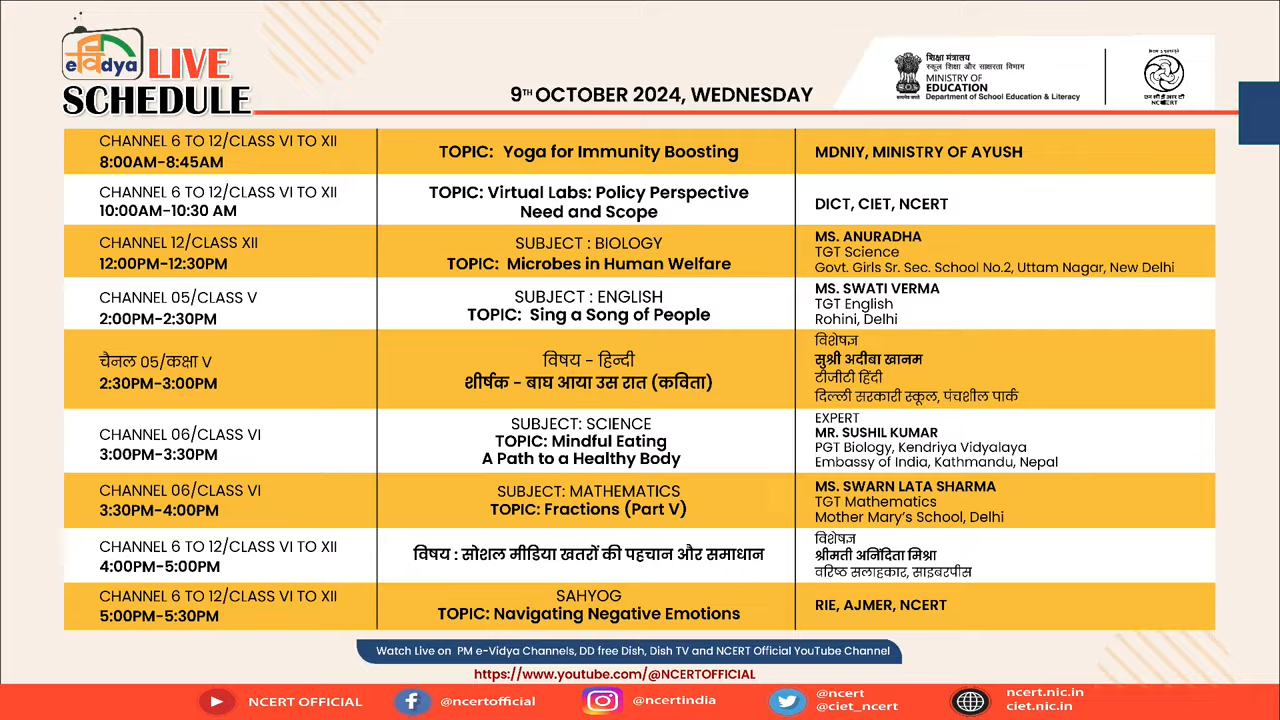 eविdya LIVE
SCHEDULE
9TH OCTOBER 2024, WEDNESDAY
शिक्षा मंत्रालय
स्कूल शिक्षा और साक्षरता विभाग
MINISTRY OF
EDUCATION
Department of School Education & Literacy
सत्यमेव जयते
एन सी ई आर टी
NCERT
CHANNEL 6 TO 12/CLASS VI TO XII
8:00AM-8:45AM
TOPIC: Yoga for Immunity Boosting
MDNIY, MINISTRY OF AYUSH
CHANNEL 6 TO 12/CLASS VI TO XII
10:00AM-10:30 AM
TOPIC: Virtual Labs: Policy Perspective
Need and Scope
DICT, CIET, NCERT
CHANNEL 12/CLASS XII
12:00PM-12:30PM
SUBJECT : BIOLOGY
TOPIC: Microbes in Human Welfare
MS. ANURADHA
TGT Science
Govt. Girls Sr. Sec. School No.2, Uttam Nagar, New Delhi
CHANNEL 05/CLASS V
2:00PM-2:30PM
SUBJECT : ENGLISH
TOPIC: Sing a Song of People
MS. SWATI VERMA
TGT English
Rohini, Delhi
चैनल 05/कक्षा V
2:30PM-3:00PM
विषय - हिन्दी
शीर्षक - बाघ आया उस रात (कविता)
विशेषज्ञ
सुश्री अदीबा खानम
टीजीटी हिंदी
दिल्ली सरकारी स्कूल, पंचशील पार्क
CHANNEL 06/CLASS VI
3:00PM-3:30PM
SUBJECT: SCIENCE
TOPIC: Mindful Eating
A Path to a Healthy Body
EXPERT
MR. SUSHIL KUMAR
PGT Biology, Kendriya Vidyalaya
Embassy of India, Kathmandu, Nepal
CHANNEL 06/CLASS VI
3:30PM-4:00PM
SUBJECT: MATHEMATICS
TOPIC: Fractions (Part V)
MS. SWARN LATA SHARMA
TGT Mathematics
Mother Mary's School, Delhi
CHANNEL 6 TO 12/CLASS VI TO XII
4:00PM-5:00PM
विषय : सोशल मीडिया खतरों की पहचान और समाधान
विशेषज्ञ
श्रीमती अनिंदिता मिश्रा
वरिष्ठ सलाहकार, साइबरपीस
CHANNEL 6 TO 12/CLASS VI TO XII
5:00PM-5:30PM
SAHYOG
TOPIC: Navigating Negative Emotions
RIE, AJMER, NCERT
Watch Live on PM e-Vidya Channels, DD free Dish, Dish TV and NCERT Official YouTube Channel
https://www.youtube.com/@NCERTOFFICIAL
NCERT OFFICIAL
@ncertofficial
@ncertindia
@ncert
@ciet_ncert
ncert.nic.in
ciet.nic.in